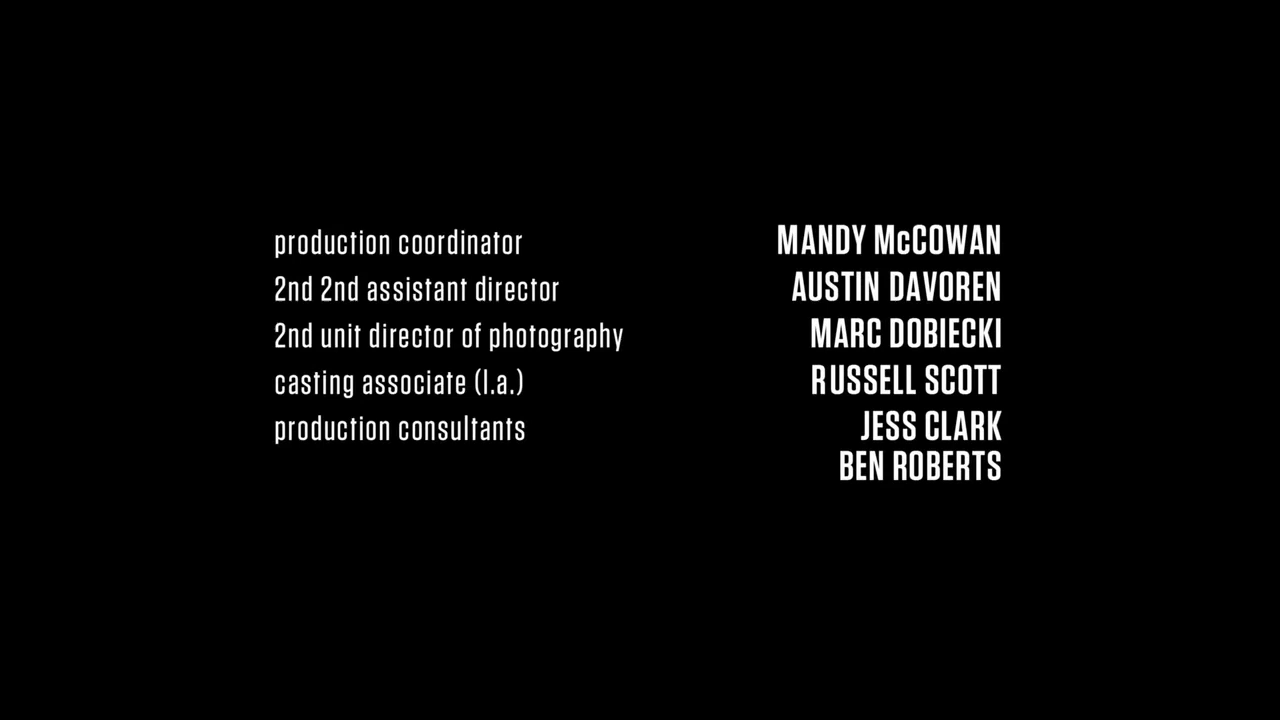 production coordinator MANDY McCOWAN
2nd 2nd assistant director AUSTIN DAVOREN
2nd unit director of photography MARC DOBIECKI
casting associate (l.a.) RUSSELL SCOTT
production consultants JESS CLARK
BEN ROBERTS